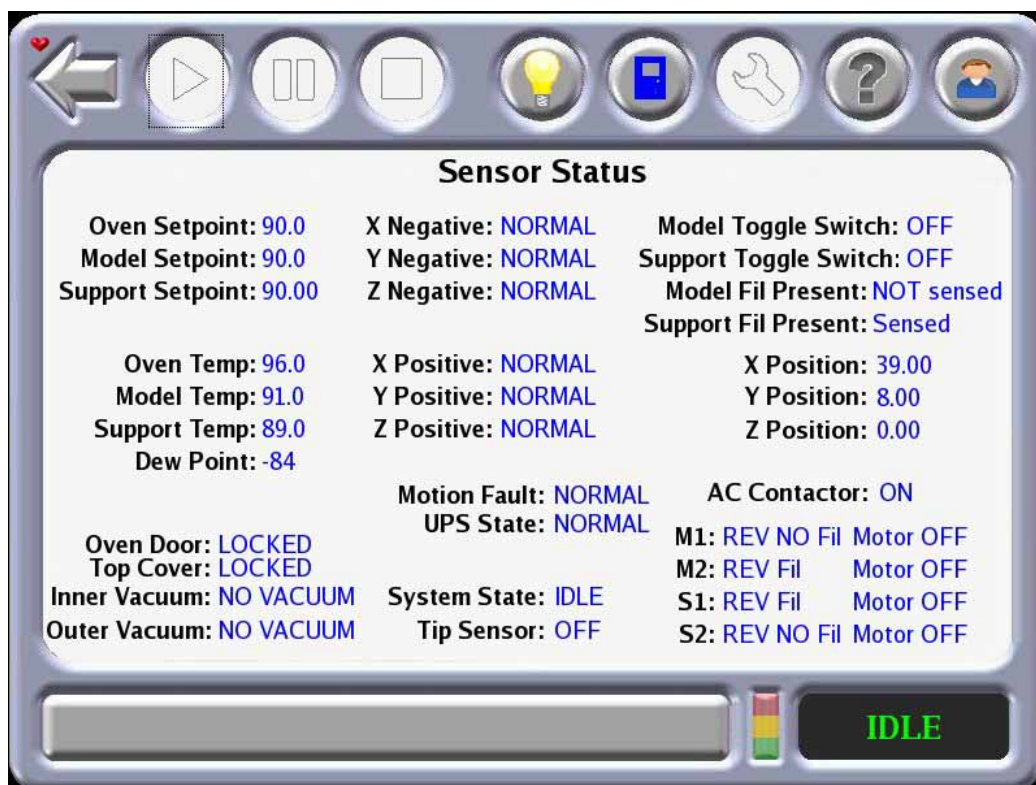 Sensor Status
Oven Setpoint: 90.0
Model Setpoint: 90.0
Support Setpoint: 90.00
X Negative: NORMAL
Y Negative: NORMAL
Z Negative: NORMAL
Model Toggle Switch: OFF
Support Toggle Switch: OFF
Model Fil Present: NOT sensed
Support Fil Present: Sensed
Oven Temp: 96.0
Model Temp: 91.0
Support Temp: 89.0
Dew Point: -84
X Positive: NORMAL
Y Positive: NORMAL
Z Positive: NORMAL
X Position: 39.00
Y Position: 8.00
Z Position: 0.00
Motion Fault: NORMAL
UPS State: NORMAL
AC Contactor: ON
Oven Door: LOCKED
Top Cover: LOCKED
Inner Vacuum: NO VACUUM
Outer Vacuum: NO VACUUM
System State: IDLE
Tip Sensor: OFF
M1: REV NO Fil Motor OFF
M2: REV Fil Motor OFF
S1: REV Fil Motor OFF
S2: REV NO Fil Motor OFF
IDLE